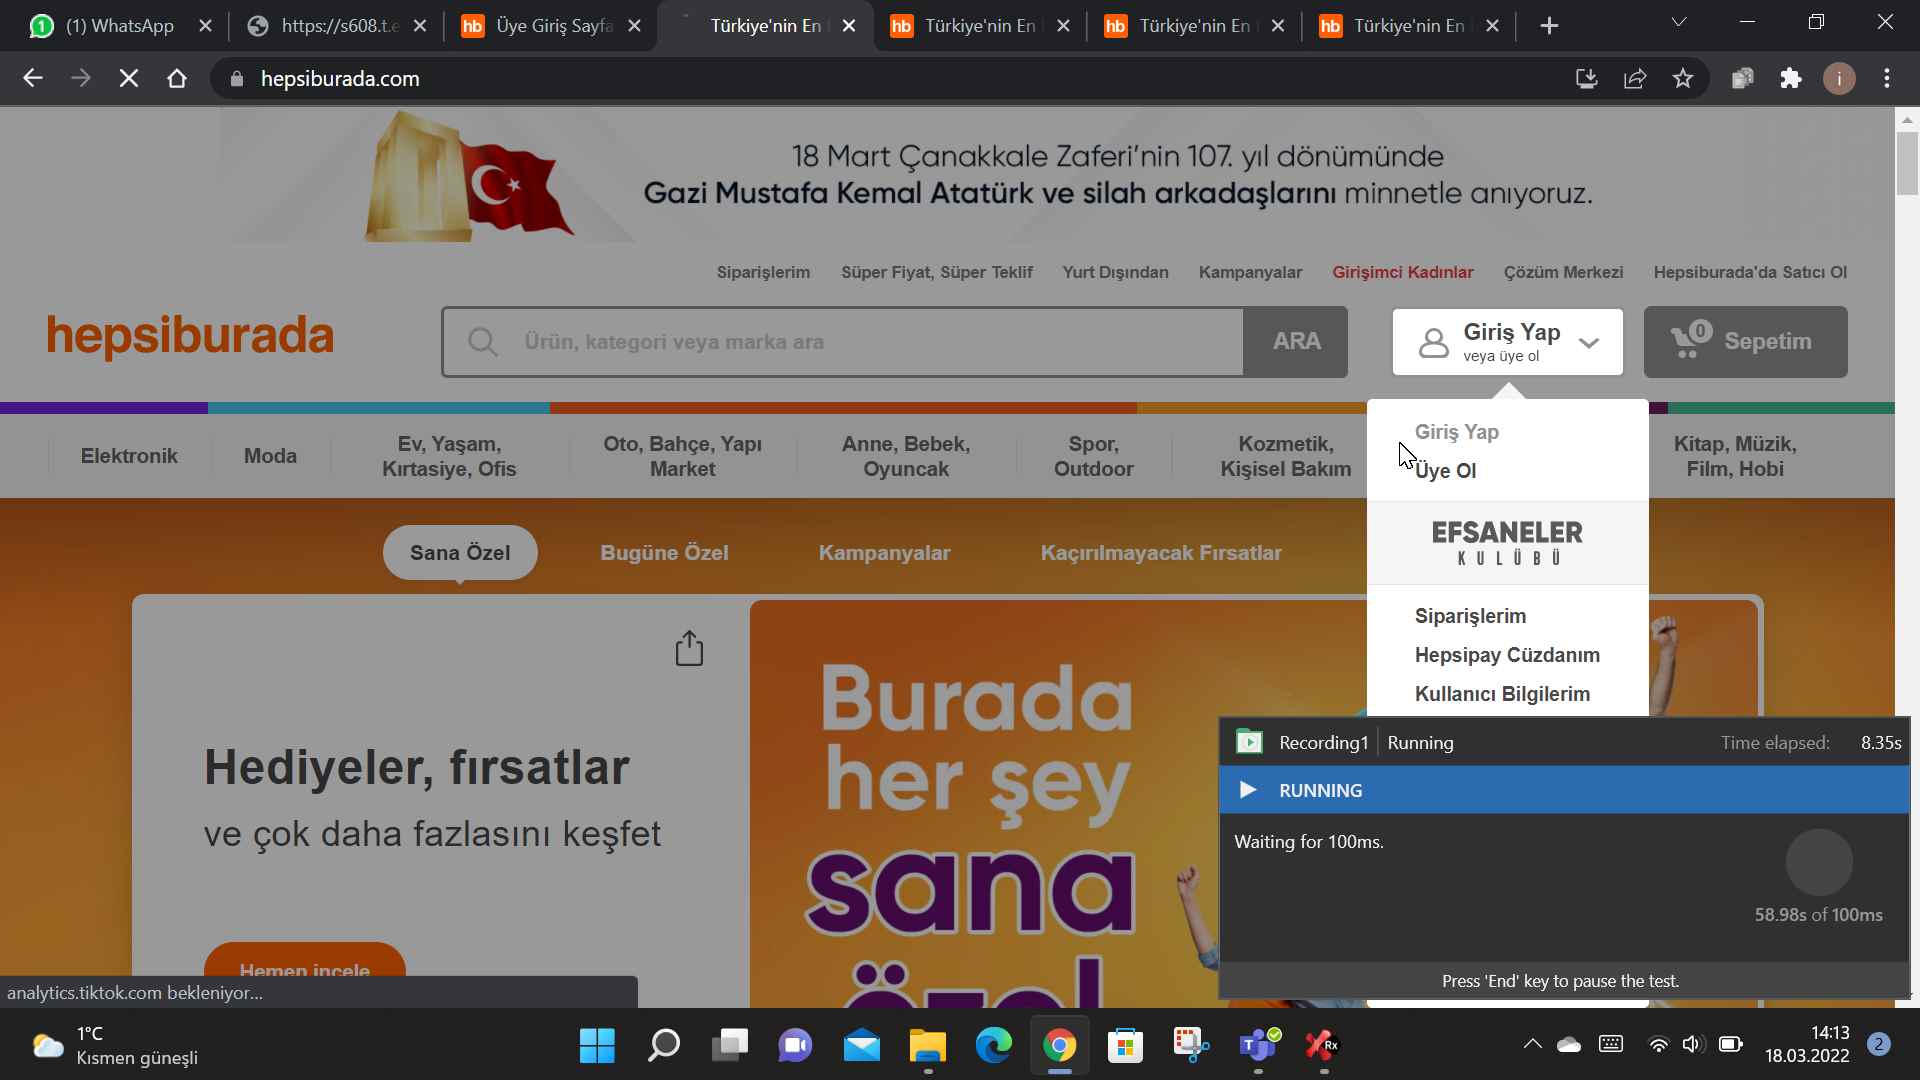 (1) WhatsApp
https://s608.t.e
hb Üye Giriş Sayfa
Türkiye'nin En
hb Türkiye'nin En
hb Türkiye'nin En
hb Türkiye'nin En
hepsiburada.com
i
18 Mart Çanakkale Zaferi'nin 107. yıl dönümünde
Gazi Mustafa Kemal Atatürk ve silah arkadaşlarını minnetle anıyoruz.
Siparişlerim Süper Fiyat, Süper Teklif Yurt Dışından Kampanyalar Girişimci Kadınlar Çözüm Merkezi Hepsiburada'da Satıcı Ol
hepsiburada
Ürün, kategori veya marka ara
ARA
Giriş Yap
veya üye ol
0
Sepetim
Elektronik
Moda
Ev, Yaşam,
Kırtasiye, Ofis
Oto, Bahçe, Yapı
Market
Anne, Bebek,
Oyuncak
Spor,
Outdoor
Kozmetik,
Kişisel Bakım
Kitap, Müzik,
Film, Hobi
Giriş Yap
Üye Ol
EFSANELER
KULÜBÜ
Siparişlerim
Hepsipay Cüzdanım
Kullanıcı Bilgilerim
Sana Özel
Bugüne Özel
Kampanyalar
Kaçırılmayacak Fırsatlar
Hediyeler, fırsatlar
ve çok daha fazlasını keşfet
Hemen incele
Burada
her şey
sana
özel
Recording1 Running Time elapsed: 8.35s
RUNNING
Waiting for 100ms.
58.98s of 100ms
Press 'End' key to pause the test.
analytics.tiktok.com bekleniyor...
1°C
Kısmen güneşli
Rx
14:13
18.03.2022
2